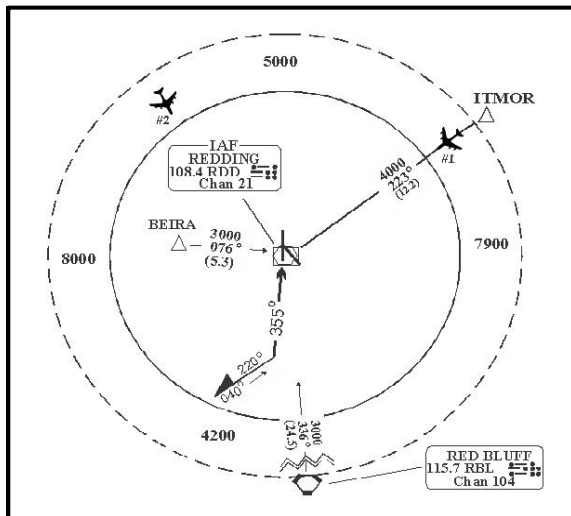 5000
ITMOR
#2
#1
IAF
REDDING
108.4 RDD
Chan 21
4000
223°
(12.2)
BEIRA
3000
076°
(5.3)
7900
8000
355°
220°
040°
4200
3000
336°
(24.5)
RED BLUFF
115.7 RBL
Chan 104